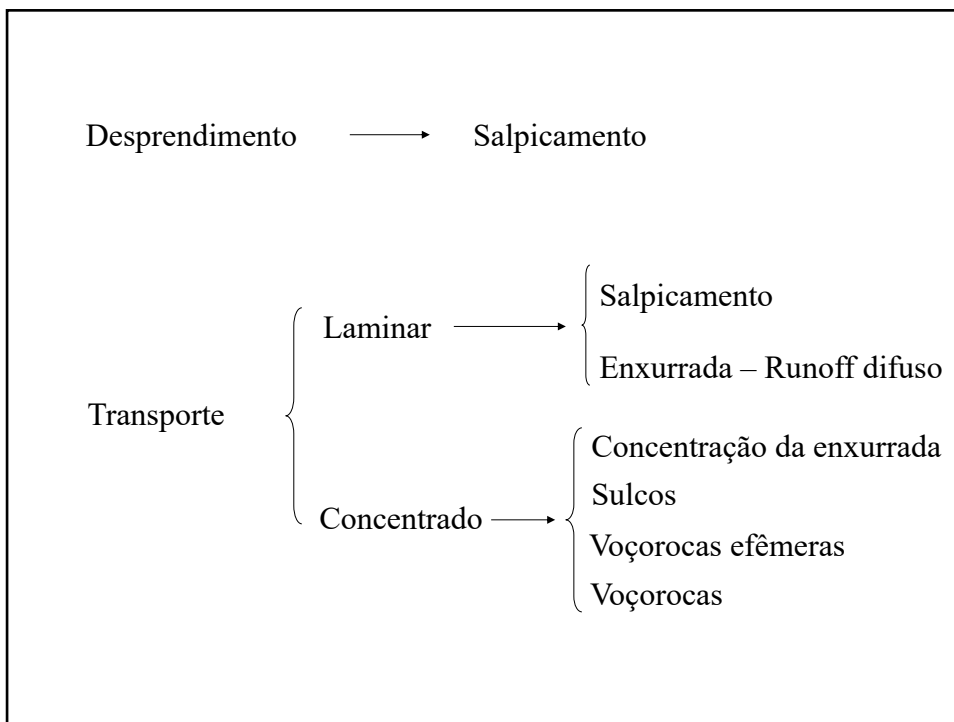 Desprendimento Salpicamento
Salpicamento
Laminar
Enxurrada – Runoff difuso
Transporte
Concentração da enxurrada
Sulcos
Concentrado
Voçorocas efêmeras
Voçorocas